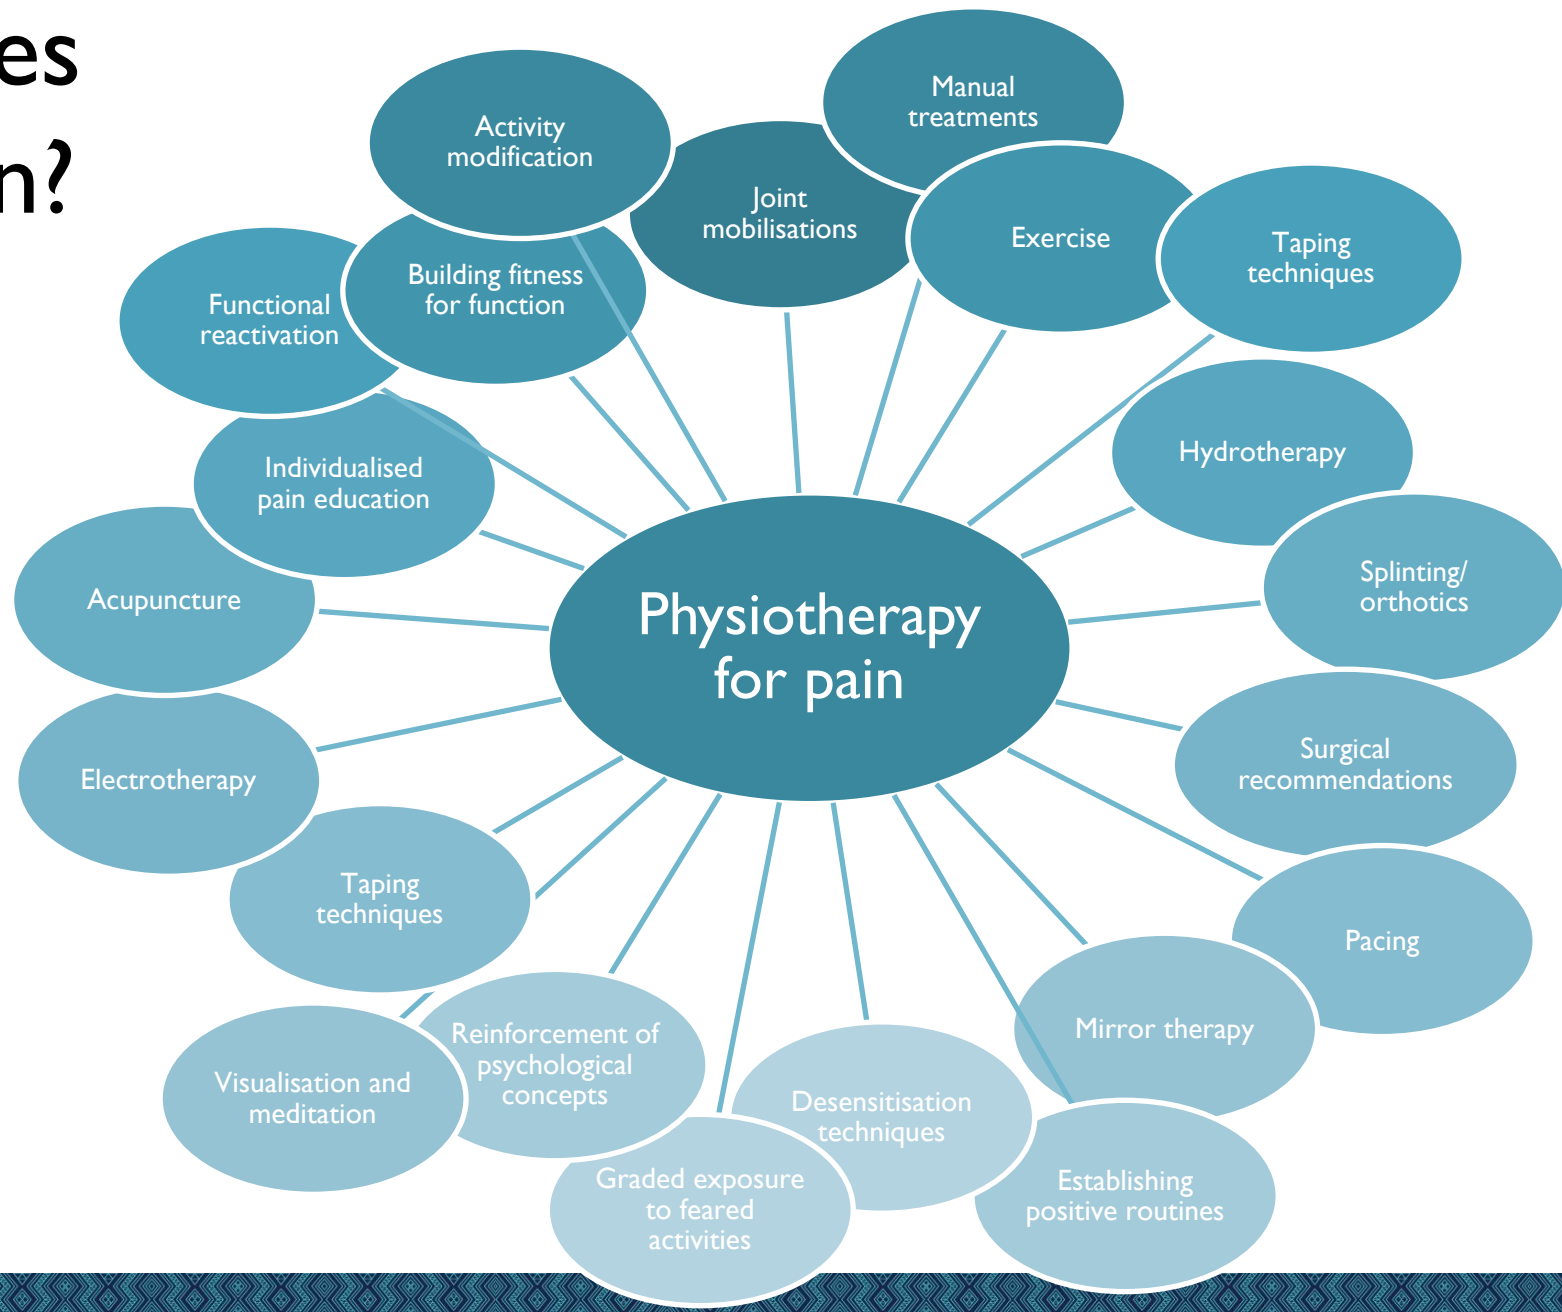 es
n?
Physiotherapy
for pain
Joint
mobilisations
Manual
treatments
Exercise
Taping
techniques
Hydrotherapy
Splinting/
orthotics
Surgical
recommendations
Pacing
Mirror therapy
Establishing
positive routines
Desensitisation
techniques
Graded exposure
to feared
activities
Reinforcement of
psychological
concepts
Visualisation and
meditation
Taping
techniques
Electrotherapy
Acupuncture
Individualised
pain education
Functional
reactivation
Building fitness
for function
Activity
modification